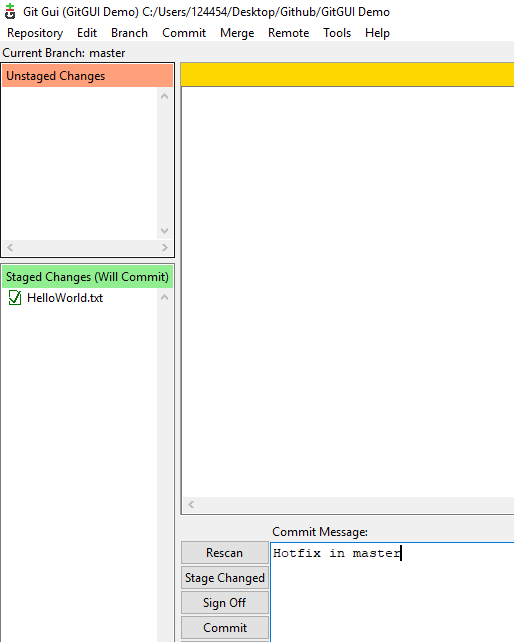 Git Gui (GitGUI Demo) C:/Users/124454/Desktop/Github/GitGUI Demo
Repository Edit Branch Commit Merge Remote Tools Help
Current Branch: master
Unstaged Changes
Staged Changes (Will Commit)
HelloWorld.txt
Commit Message:
Rescan
Hotfix in master
Stage Changed
Sign Off
Commit